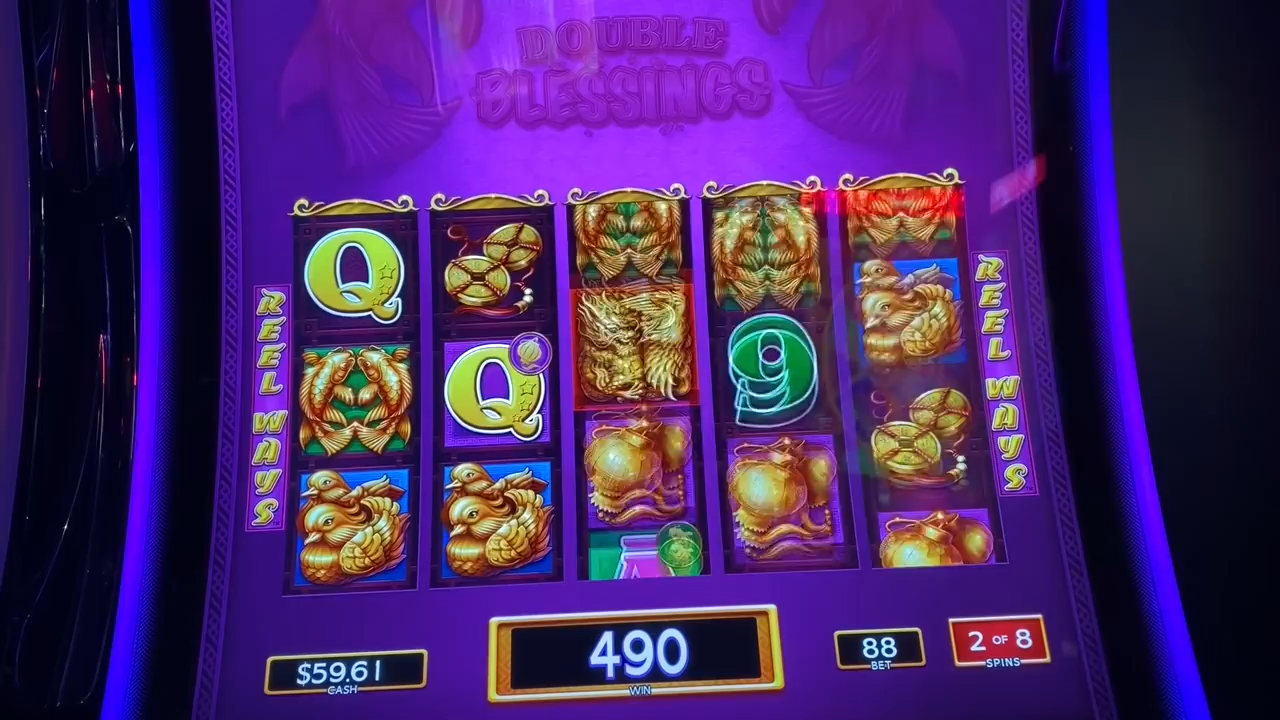 DOUBLE
BLESSINGS
REEL WAYS
REEL WAYS
Q
Q
9
A
$59.61
CASH
490
WIN
88
BET
2 OF 8
SPINS